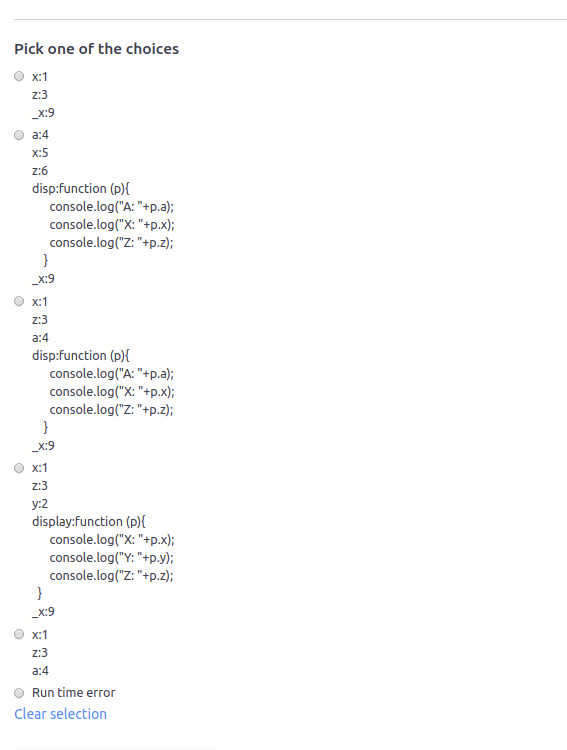 Pick one of the choices
x:1
z:3
_x:9
a:4
x:5
z:6
disp:function (p){
console.log("A: "+p.a);
console.log("X: "+p.x);
console.log("Z: "+p.z);
}
_x:9
x:1
z:3
a:4
disp:function (p){
console.log("A: "+p.a);
console.log("X: "+p.x);
console.log("Z: "+p.z);
}
_x:9
x:1
z:3
y:2
display:function (p){
console.log("X: "+p.x);
console.log("Y: "+p.y);
console.log("Z: "+p.z);
}
_x:9
x:1
z:3
a:4
Run time error
Clear selection